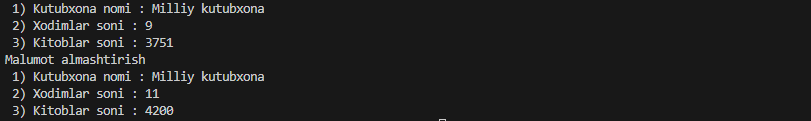 1) Kutubxona nomi : Milliy kutubxona
2) Xodimlar soni : 9
3) Kitoblar soni : 3751
Malumot almashtirish
1) Kutubxona nomi : Milliy kutubxona
2) Xodimlar soni : 11
3) Kitoblar soni : 4200